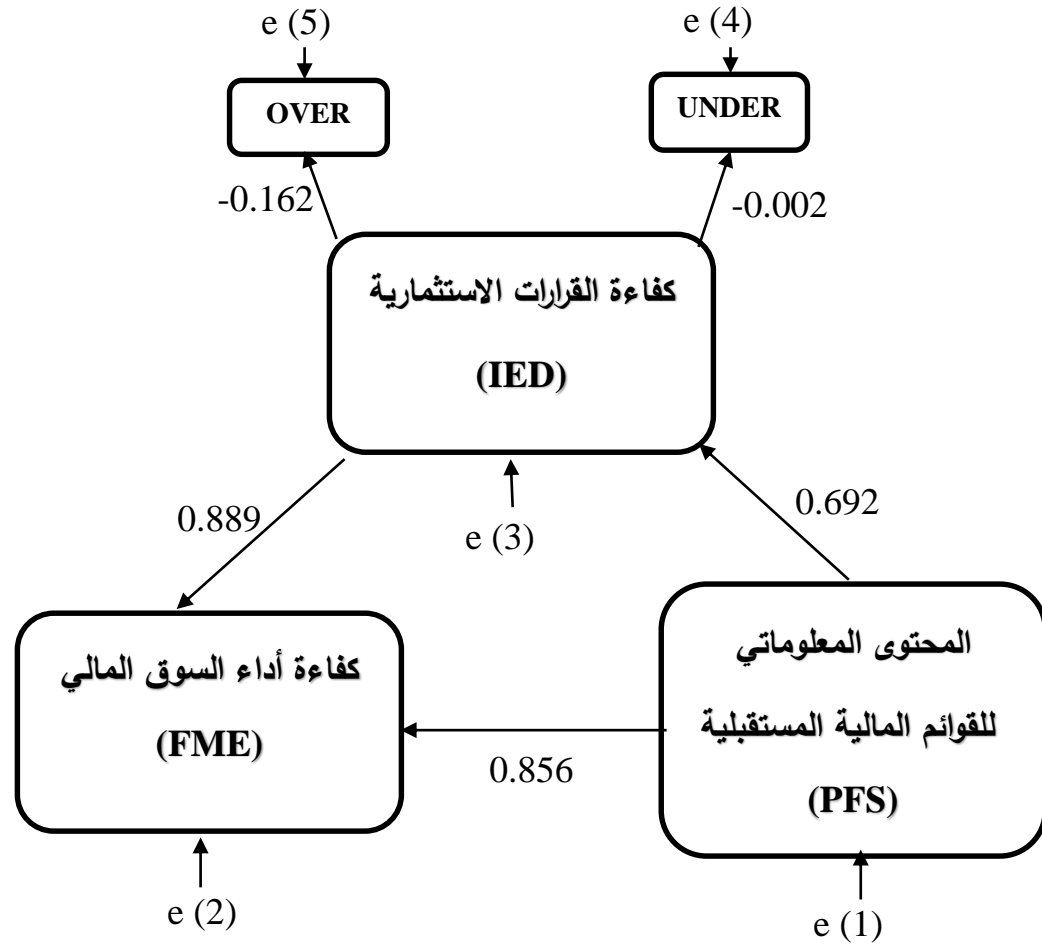 e (5)
e (4)
OVER
UNDER
-0.162
-0.002
كفاءة القرارات الاستثمارية
(IED)
0.889
e (3)
0.692
كفاءة أداء السوق المالي
(FME)
0.856
المحتوى المعلوماتي
للقوائم المالية المستقبلية
(PFS)
e (2)
e (1)